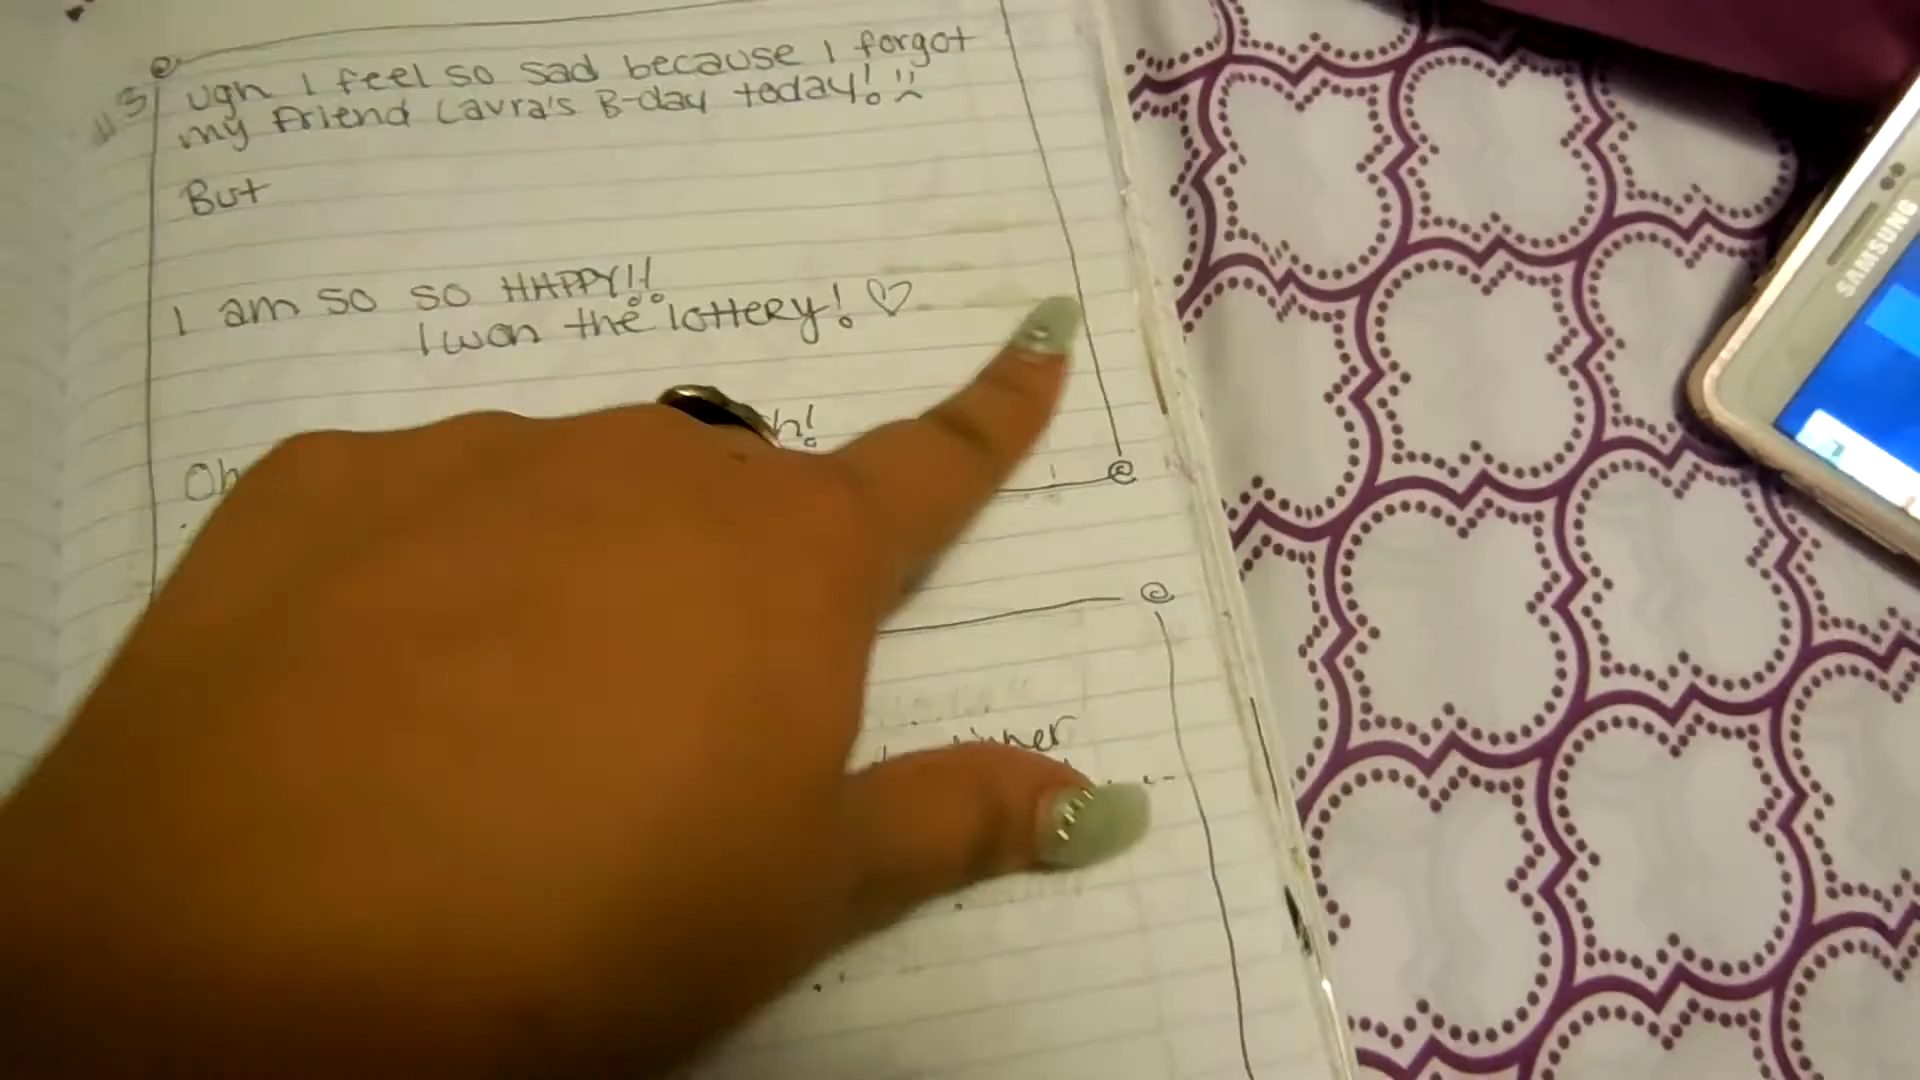 #3
ugh I feel so sad because I forgot
my friend Laura's B-day today!
But
I am so so HAPPY!!
I won the lottery! ♡
Oh
SAMSUNG